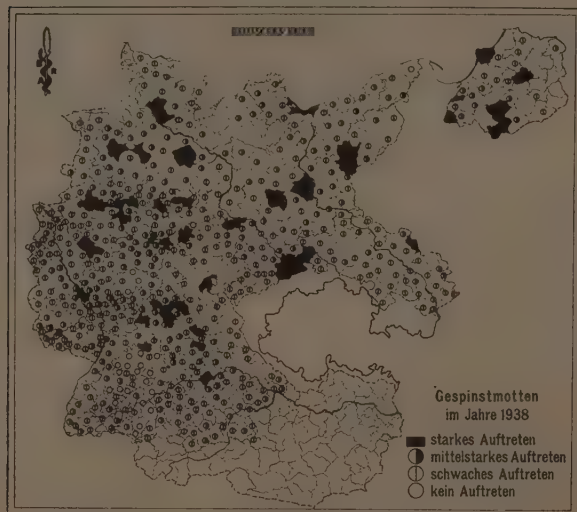 Gespinstmotten
im Jahre 1938
starkes Auftreten
mittelstarkes Auftreten
schwaches Auftreten
kein Auftreten